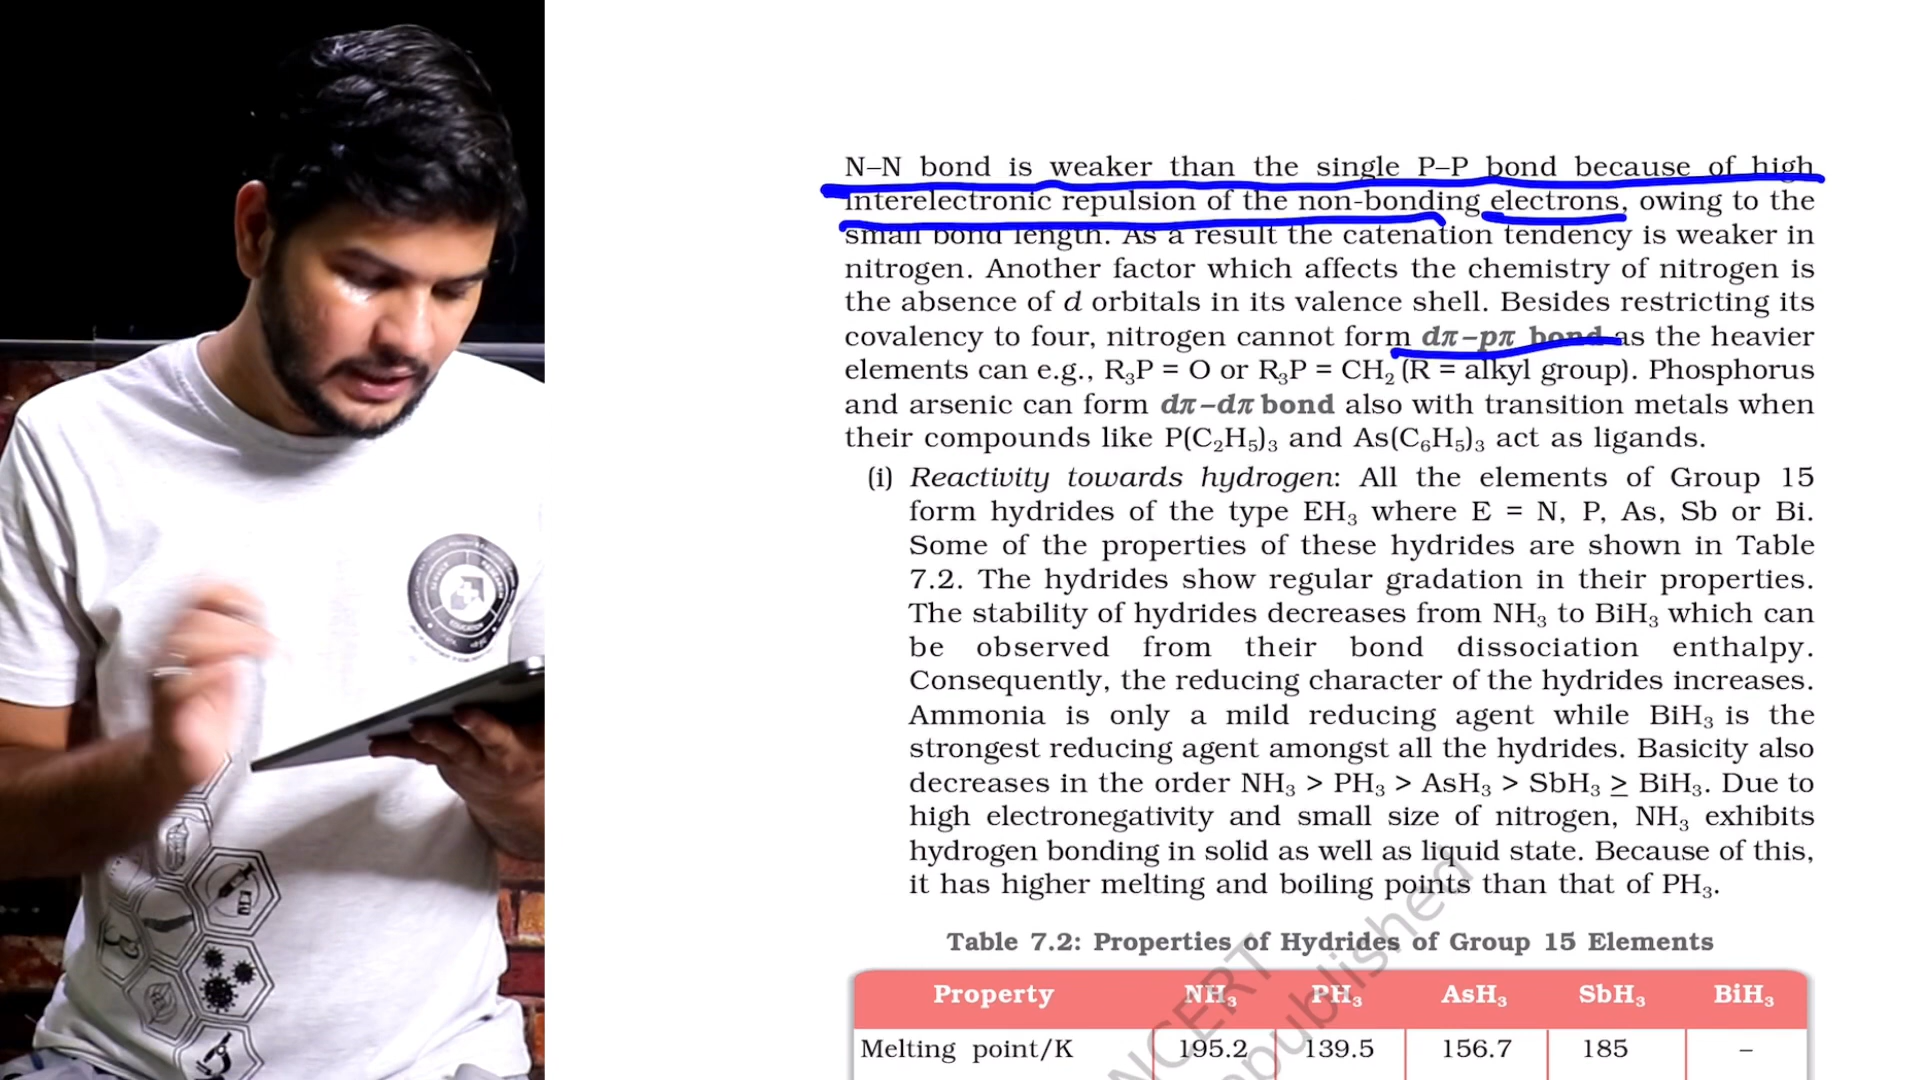 N–N bond is weaker than the single P–P bond because of high
interelectronic repulsion of the non-bonding electrons, owing to the
small bond length. As a result the catenation tendency is weaker in
nitrogen. Another factor which affects the chemistry of nitrogen is
the absence of d orbitals in its valence shell. Besides restricting its
covalency to four, nitrogen cannot form dπ–pπ bond as the heavier
elements can e.g., R₃P = O or R₃P = CH₂ (R = alkyl group). Phosphorus
and arsenic can form dπ–dπ bond also with transition metals when
their compounds like P(C₂H₅)₃ and As(C₆H₅)₃ act as ligands.
(i) Reactivity towards hydrogen: All the elements of Group 15
form hydrides of the type EH₃ where E = N, P, As, Sb or Bi.
Some of the properties of these hydrides are shown in Table
7.2. The hydrides show regular gradation in their properties.
The stability of hydrides decreases from NH₃ to BiH₃ which can
be observed from their bond dissociation enthalpy.
Consequently, the reducing character of the hydrides increases.
Ammonia is only a mild reducing agent while BiH₃ is the
strongest reducing agent amongst all the hydrides. Basicity also
decreases in the order NH₃ > PH₃ > AsH₃ > SbH₃ ≥ BiH₃. Due to
high electronegativity and small size of nitrogen, NH₃ exhibits
hydrogen bonding in solid as well as liquid state. Because of this,
it has higher melting and boiling points than that of PH₃.
Table 7.2: Properties of Hydrides of Group 15 Elements
Property NH₃ PH₃ AsH₃ SbH₃ BiH₃
Melting point/K 195.2 139.5 156.7 185 –
NCERT
republished
EDUCATION